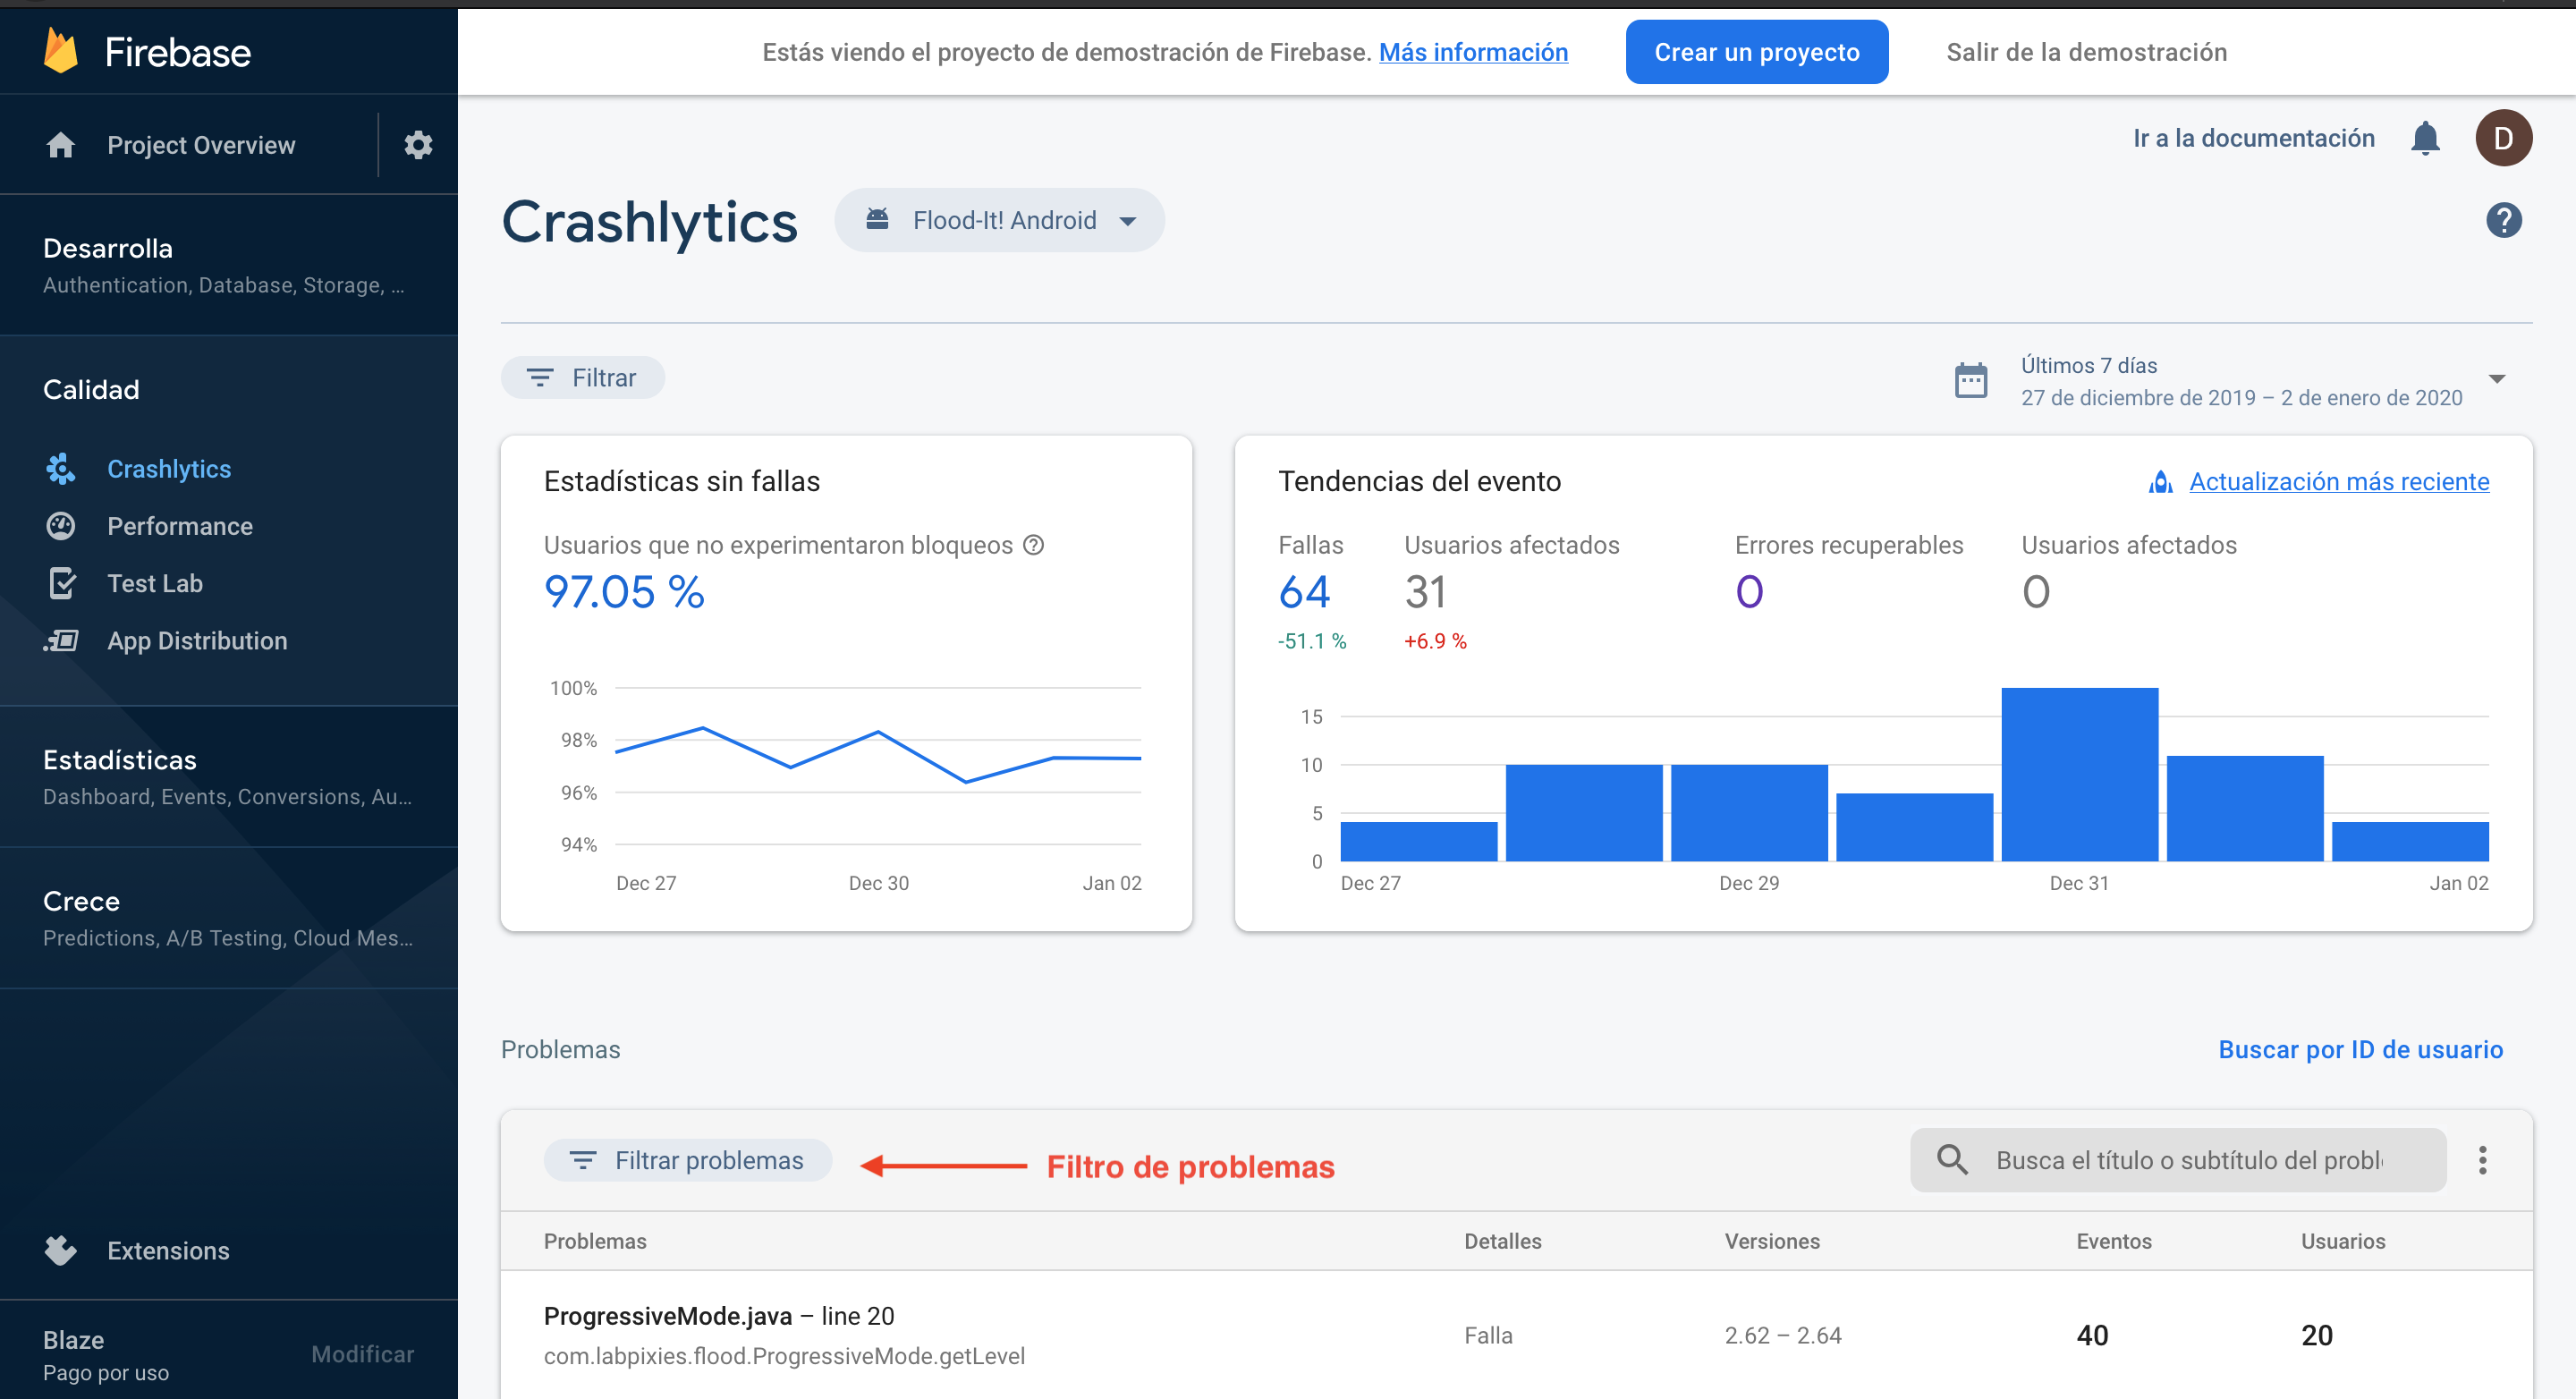 Firebase
Estás viendo el proyecto de demostración de Firebase. Más información
Crear un proyecto
Salir de la demostración
Project Overview
Ir a la documentación
D
Crashlytics
Flood-It! Android
?
Desarrolla
Authentication, Database, Storage, ...
Filtrar
Últimos 7 días
27 de diciembre de 2019 – 2 de enero de 2020
Calidad
Crashlytics
Performance
Test Lab
App Distribution
Estadísticas
Dashboard, Events, Conversions, Au...
Crece
Predictions, A/B Testing, Cloud Mes...
Extensions
Blaze
Pago por uso
Modificar
Estadísticas sin fallas
Usuarios que no experimentaron bloqueos ?
97.05 %
100%
98%
96%
94%
Dec 27 Dec 30 Jan 02
Tendencias del evento
Actualización más reciente
Fallas Usuarios afectados Errores recuperables Usuarios afectados
64 31 0 0
-51.1 % +6.9 %
15
10
5
0
Dec 27 Dec 29 Dec 31 Jan 02
Problemas
Buscar por ID de usuario
Filtrar problemas
Filtro de problemas
Busca el título o subtítulo del probl
Problemas Detalles Versiones Eventos Usuarios
ProgressiveMode.java – line 20
com.labpixies.flood.ProgressiveMode.getLevel
Falla 2.62 – 2.64 40 20